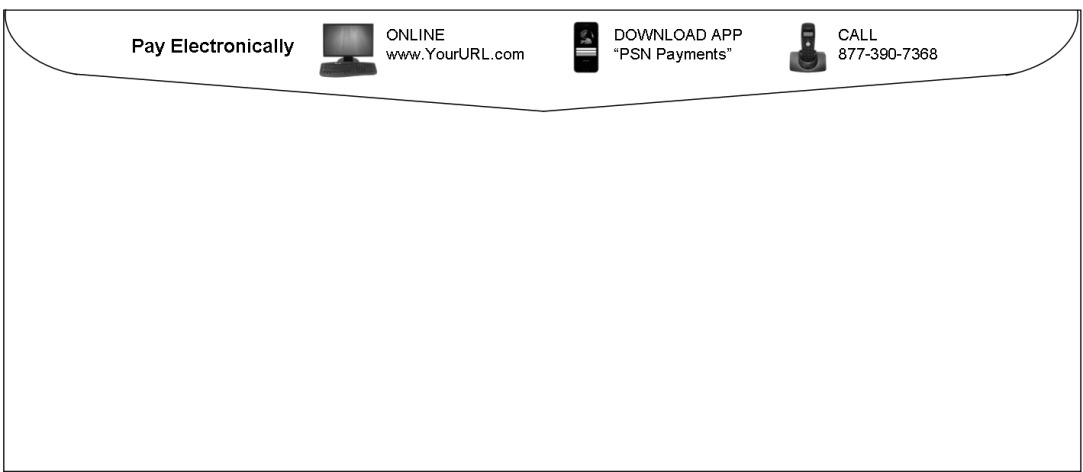 Pay Electronically
ONLINE
www.YourURL.com
DOWNLOAD APP
“PSN Payments”
CALL
877-390-7368